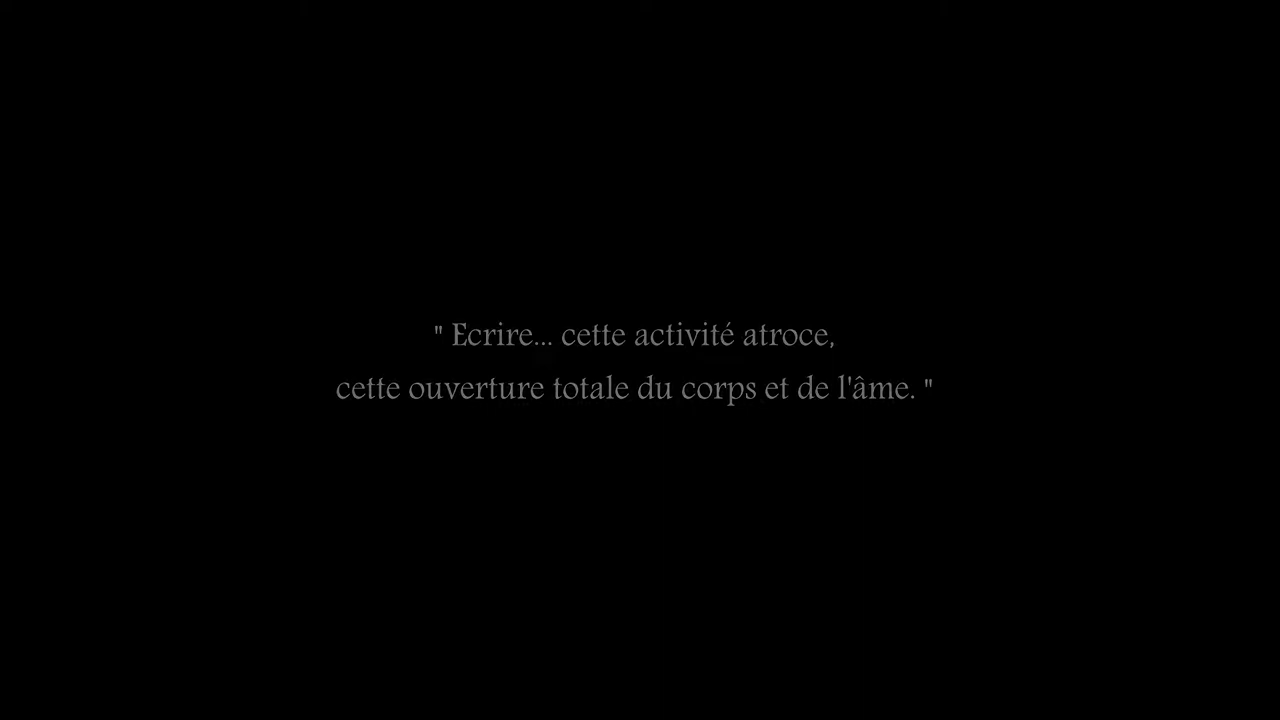 " Ecrire... cette activité atroce,
cette ouverture totale du corps et de l'âme. "